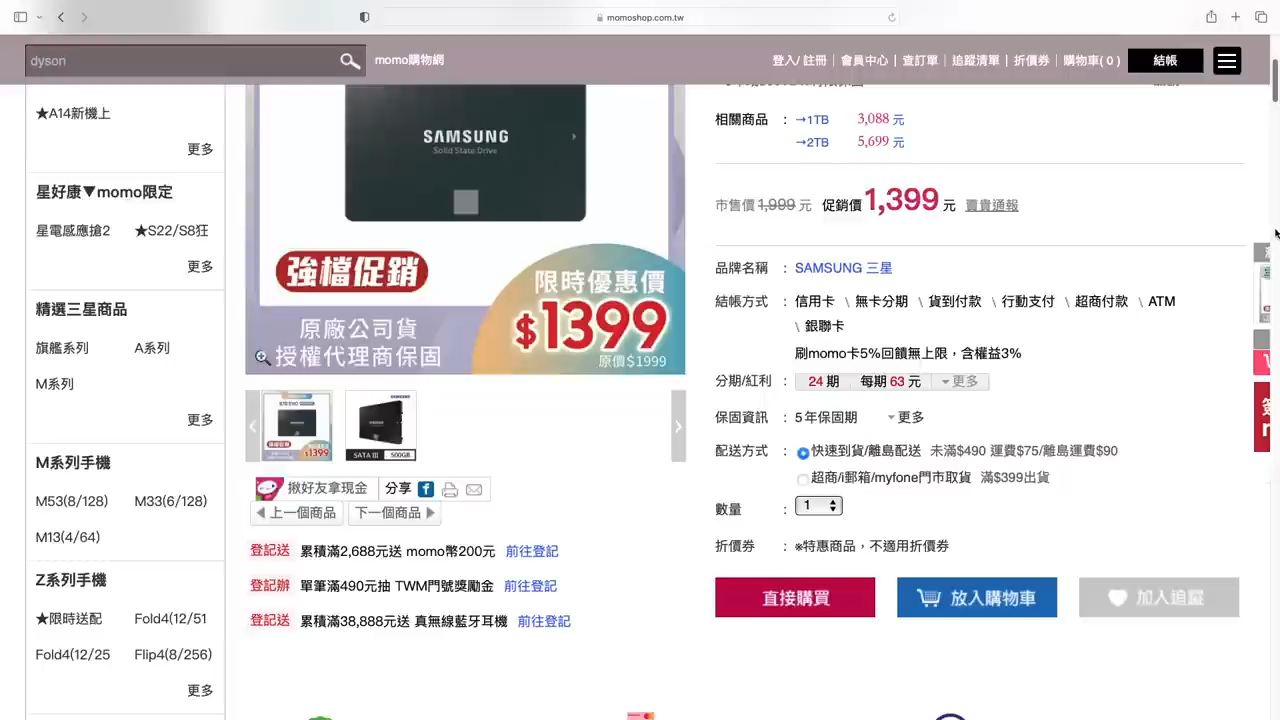 momoshop.com.tw
dyson
momo購物網
登入/ 註冊 會員中心 查訂單 追蹤清單 折價券 購物車( 0 ) 結帳
★A14新機上
更多
星好康▼momo限定
星電感應搶2 ★S22/S8狂
更多
精選三星商品
旗艦系列 A系列
M系列
更多
M系列手機
M53(8/128) M33(6/128)
M13(4/64)
Z系列手機
★限時送配 Fold4(12/51
Fold4(12/25 Flip4(8/256)
更多
SAMSUNG
Solid State Drive
強檔促銷
限時優惠價
$1399
原價$1999
原廠公司貨
授權代理商保固
$1399
SATA III 500GB
揪好友拿現金 分享
上一個商品 下一個商品
登記送 累積滿2,688元送 momo幣200元 前往登記
登記辦 單筆滿490元抽 TWM門號獎勵金 前往登記
登記送 累積滿38,888元送 真無線藍牙耳機 前往登記
相關商品 : →1TB 3,088 元
→2TB 5,699 元
市售價 1,999 元 促銷價 1,399 元 賣貴通報
品牌名稱 : SAMSUNG 三星
結帳方式 : 信用卡 \ 無卡分期 \ 貨到付款 \ 行動支付 \ 超商付款 \ ATM
\ 銀聯卡
刷momo卡5%回饋無上限，含權益3%
分期/紅利 : 24 期 每期 63 元 更多
保固資訊 : 5 年保固期 更多
配送方式 : 快速到貨/離島配送 未滿$490 運費$75/離島運費$90
超商/i郵箱/myfone門市取貨 滿$399出貨
數量 : 1
折價券 : ※特惠商品，不適用折價券
直接購買 放入購物車 加入追蹤